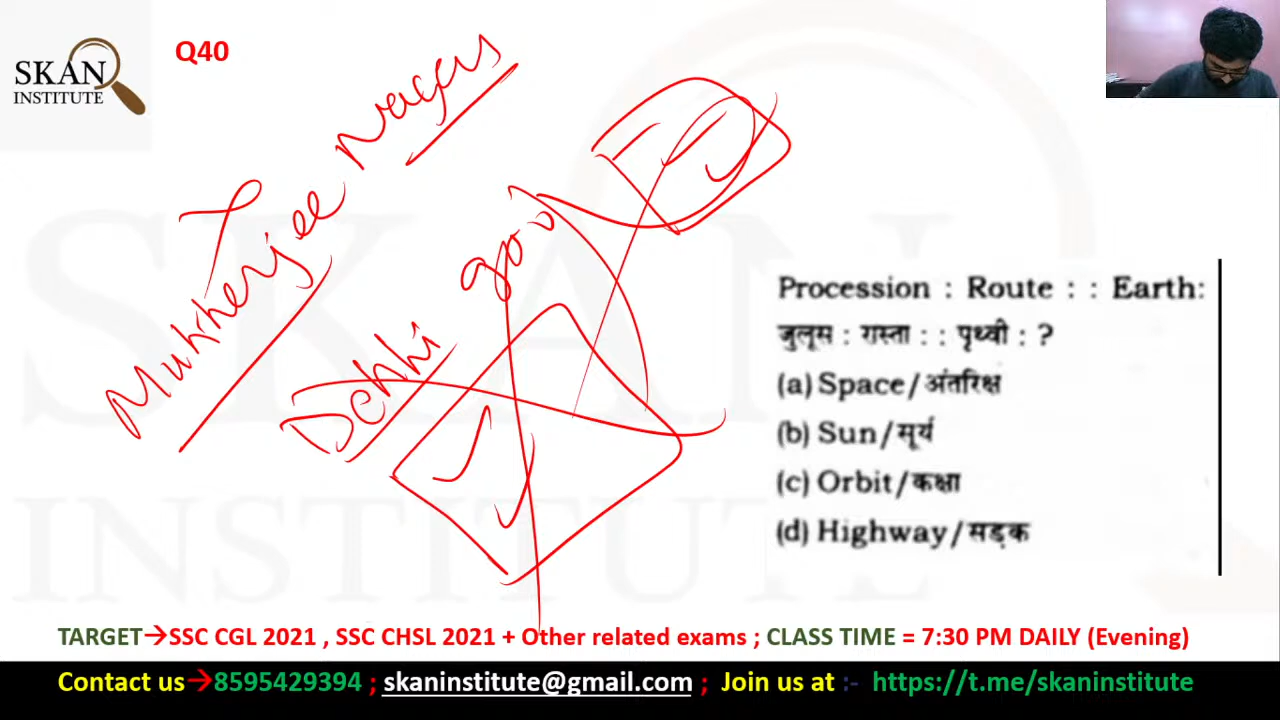 SKAN
INSTITUTE
Q40
Mukherjee Nagar
Delhi govt
Procession : Route : : Earth:
जुलूस : रास्ता : : पृथ्वी : ?
(a) Space/अंतरिक्ष
(b) Sun/सूर्य
(c) Orbit/कक्षा
(d) Highway/सड़क
TARGET→SSC CGL 2021 , SSC CHSL 2021 + Other related exams ; CLASS TIME = 7:30 PM DAILY (Evening)
Contact us→8595429394 ; skaninstitute@gmail.com ; Join us at :- https://t.me/skaninstitute